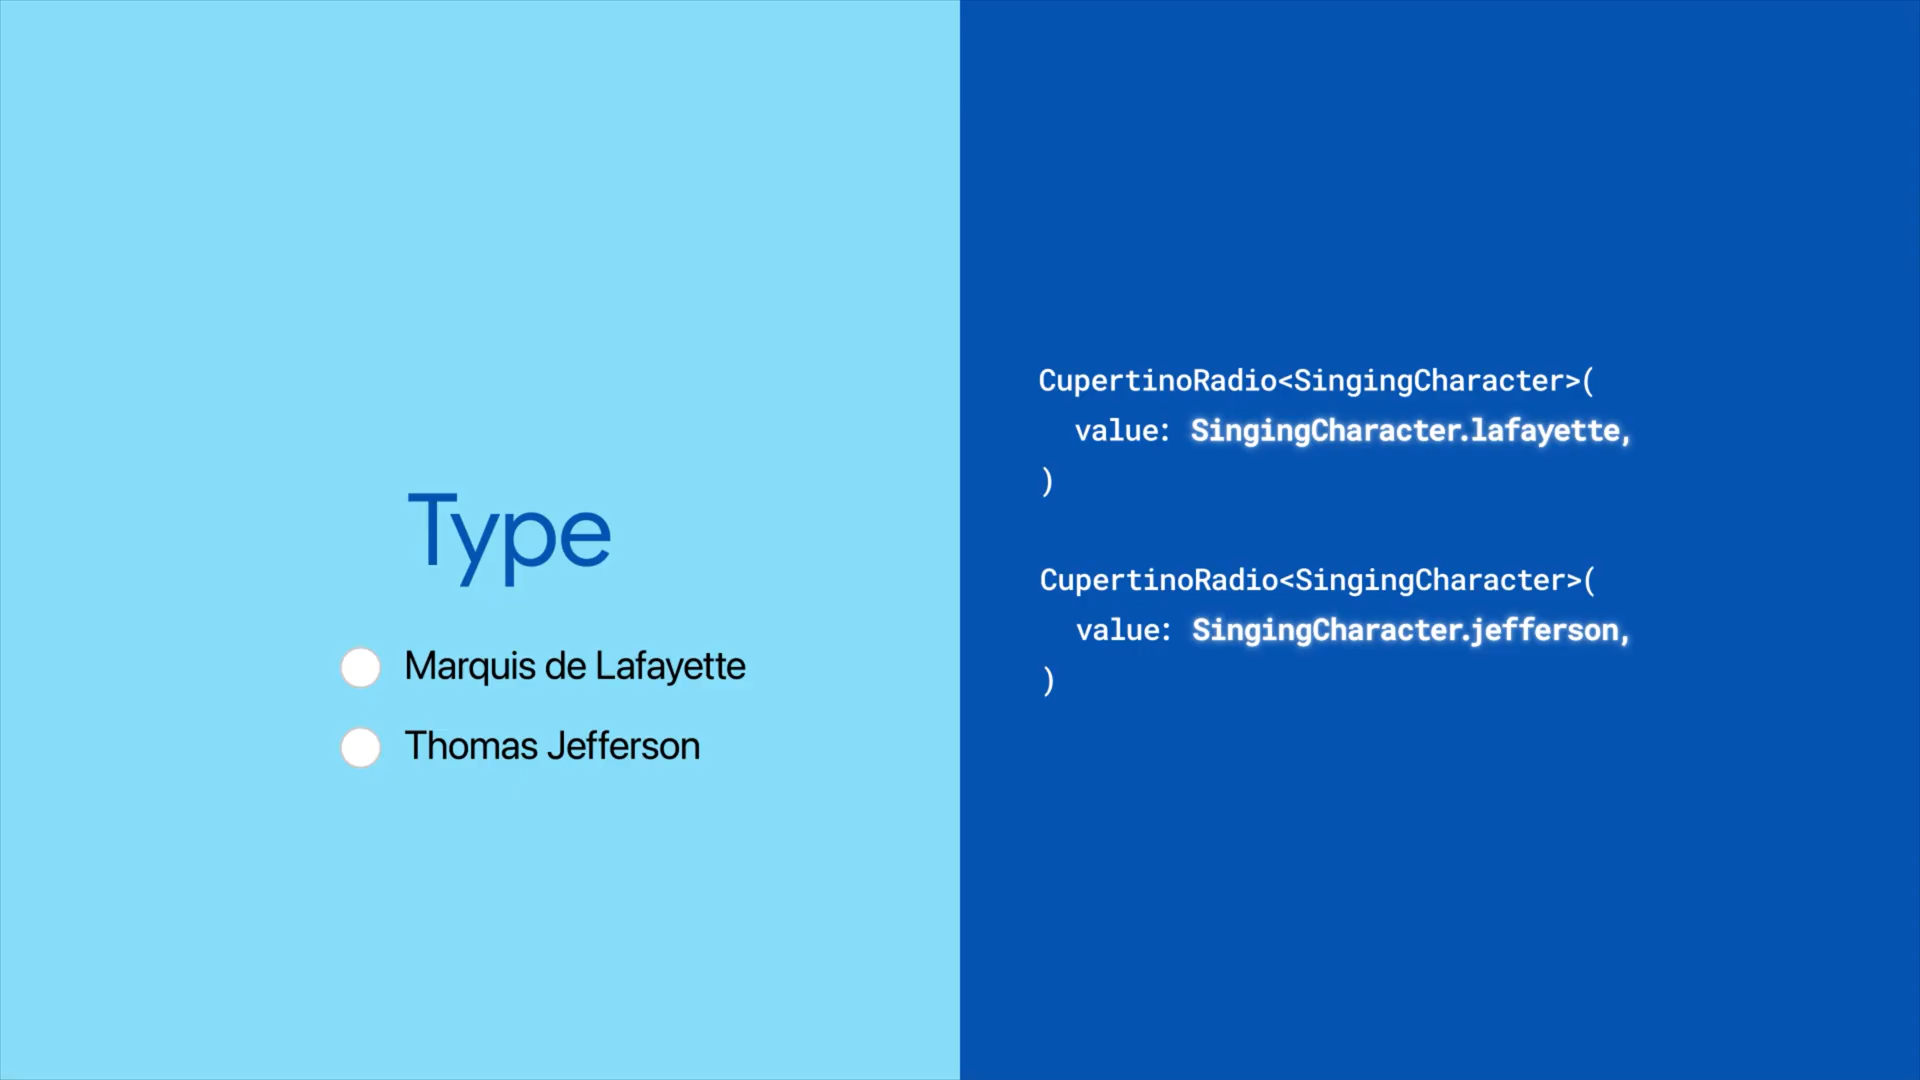 Type
Marquis de Lafayette
Thomas Jefferson
CupertinoRadio<SingingCharacter>(
  value: SingingCharacter.lafayette,
)
CupertinoRadio<SingingCharacter>(
  value: SingingCharacter.jefferson,
)